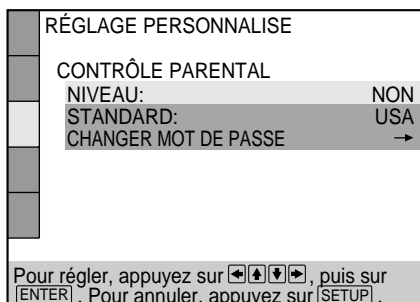 RÉGLAGE PERSONNALISE
CONTRÔLE PARENTAL
NIVEAU: NON
STANDARD: USA
CHANGER MOT DE PASSE →
Pour régler, appuyez sur ←↑↓→, puis sur
ENTER . Pour annuler, appuyez sur SETUP .